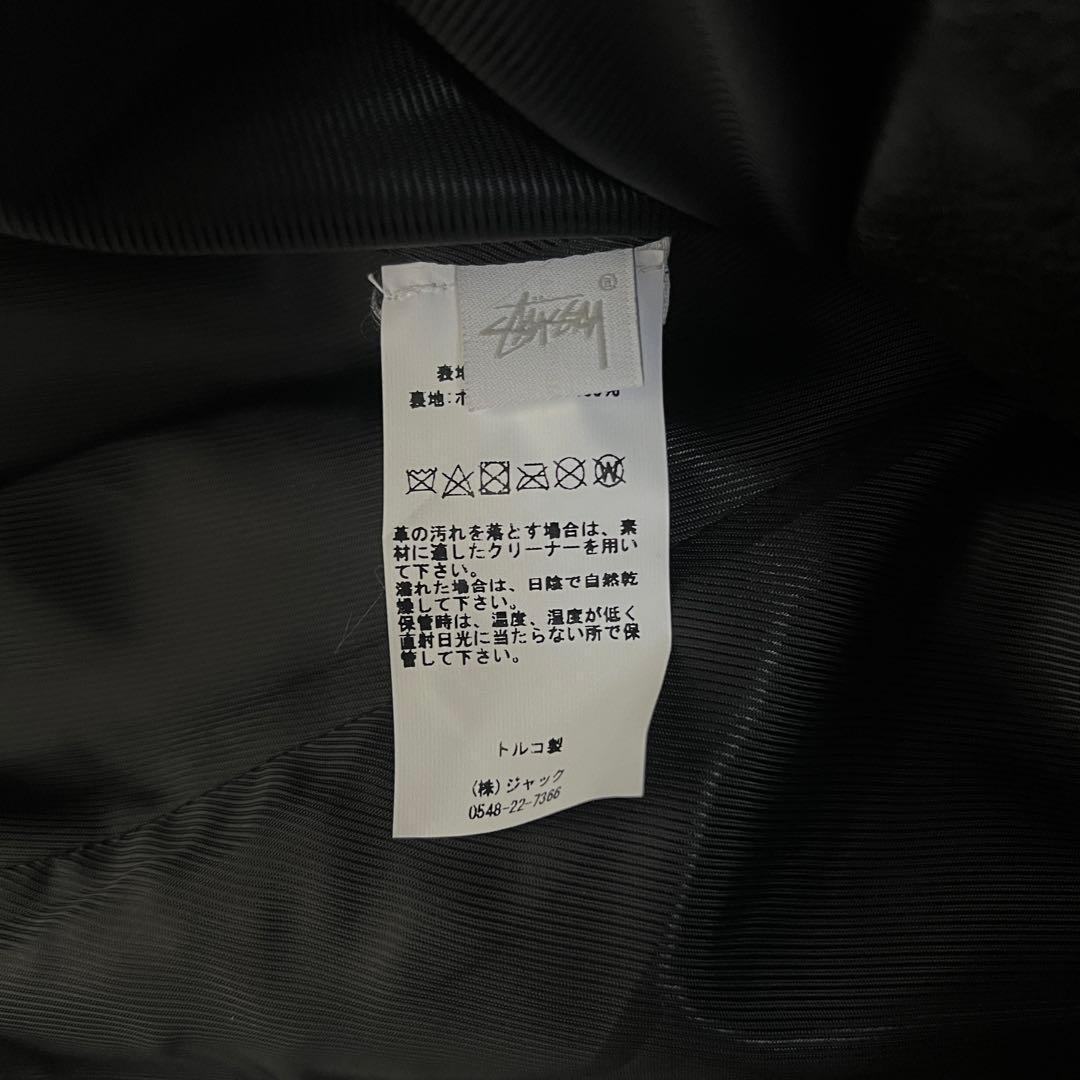 STÜSSY®
表地
裏地:ポ
W
革の汚れを落とす場合は、素
材に適したクリーナーを用い
て下さい。
濡れた場合は、日陰で自然乾
燥して下さい。
保管時は、温度、湿度が低く
直射日光に当たらない所で保
管して下さい。
トルコ製
(株)ジャック
0548-22-7366